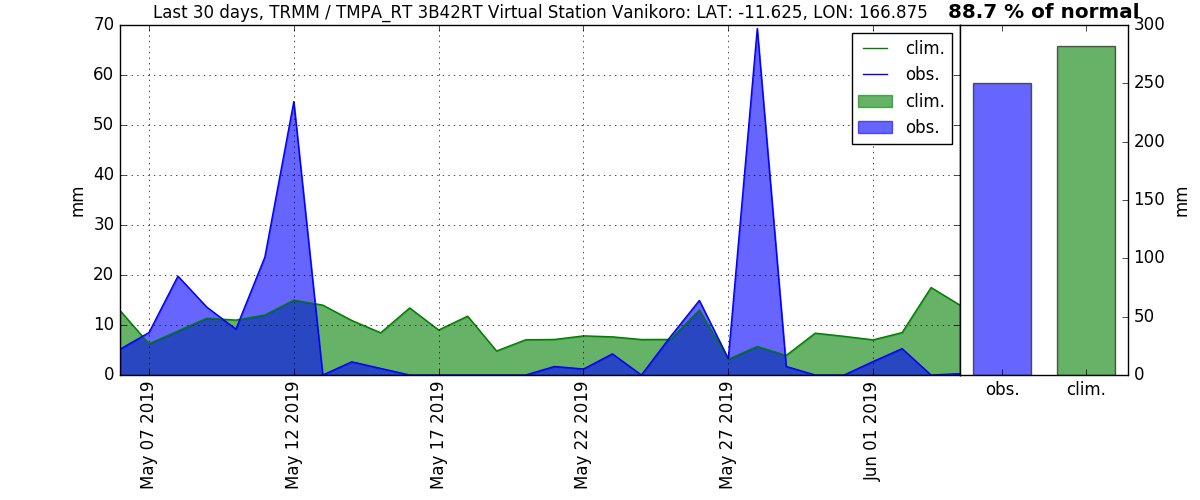 Last 30 days, TRMM / TMPA_RT 3B42RT Virtual Station Vanikoro: LAT: -11.625, LON: 166.875
88.7 % of normal
70
60
50
40
30
20
10
0
mm
clim.
obs.
clim.
obs.
May 07 2019
May 12 2019
May 17 2019
May 22 2019
May 27 2019
Jun 01 2019
300
250
200
150
100
50
0
mm
obs.
clim.